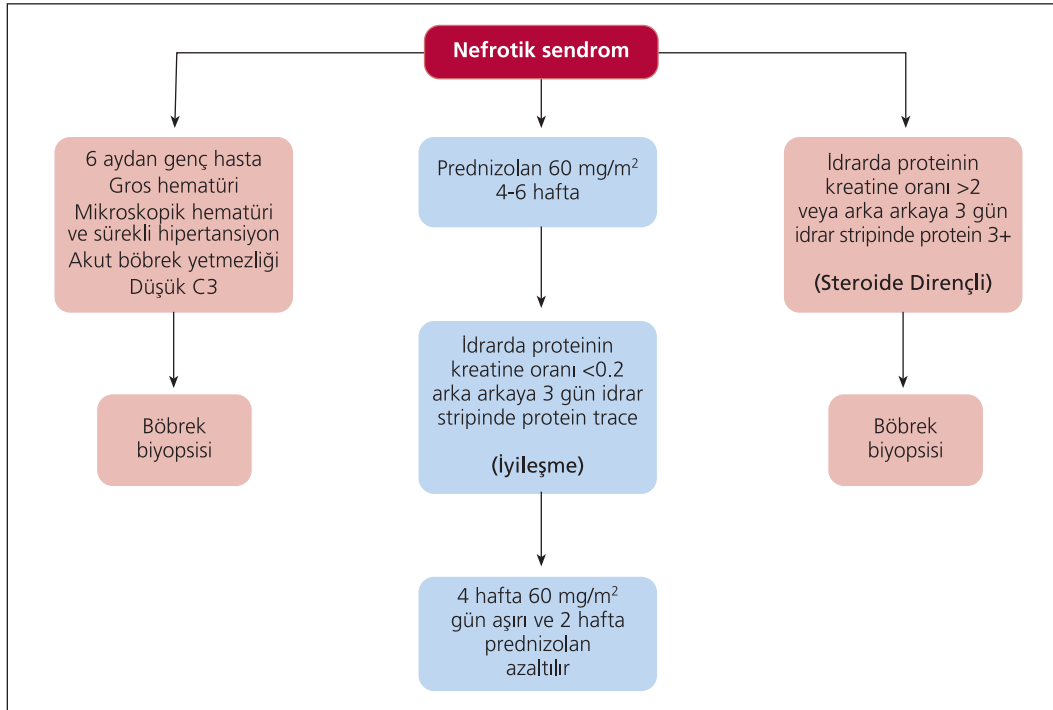 Nefrotik sendrom
6 aydan genç hasta
Gros hematüri
Mikroskopik hematüri
ve sürekli hipertansiyon
Akut böbrek yetmezliği
Düşük C3
Böbrek
biyopsisi
Prednizolan 60 mg/m²
4-6 hafta
İdrarda proteinin
kreatine oranı <0.2
arka arkaya 3 gün idrar
stripinde protein trace
(İyileşme)
4 hafta 60 mg/m²
gün aşırı ve 2 hafta
prednizolan
azaltılır
İdrarda proteinin
kreatine oranı >2
veya arka arkaya 3 gün
idrar stripinde protein 3+
(Steroide Dirençli)
Böbrek
biyopsisi